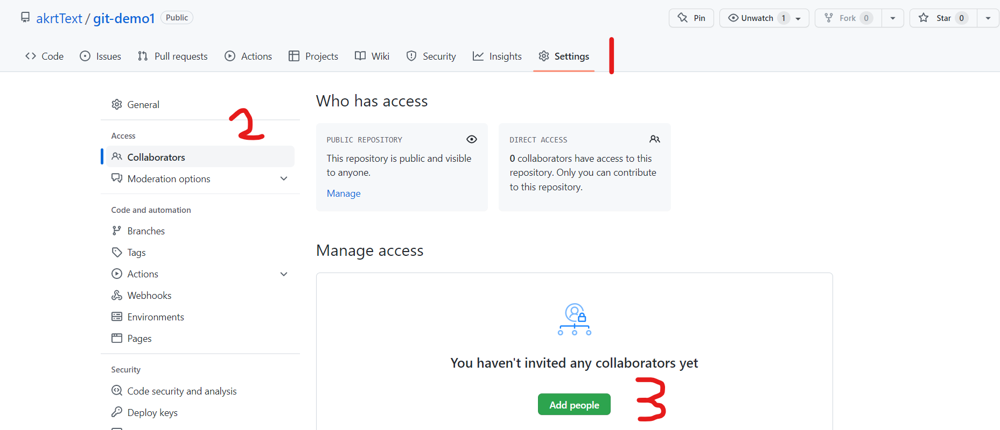 akrtText / git-demo1 Public
Pin Unwatch 1 Fork 0 Star 0
Code Issues Pull requests Actions Projects Wiki Security Insights Settings 1
General
2
Access
Collaborators
Moderation options
Code and automation
Branches
Tags
Actions
Webhooks
Environments
Pages
Security
Code security and analysis
Deploy keys
Who has access
PUBLIC REPOSITORY
This repository is public and visible
to anyone.
Manage
DIRECT ACCESS
0 collaborators have access to this
repository. Only you can contribute
to this repository.
Manage access
You haven't invited any collaborators yet
Add people 3